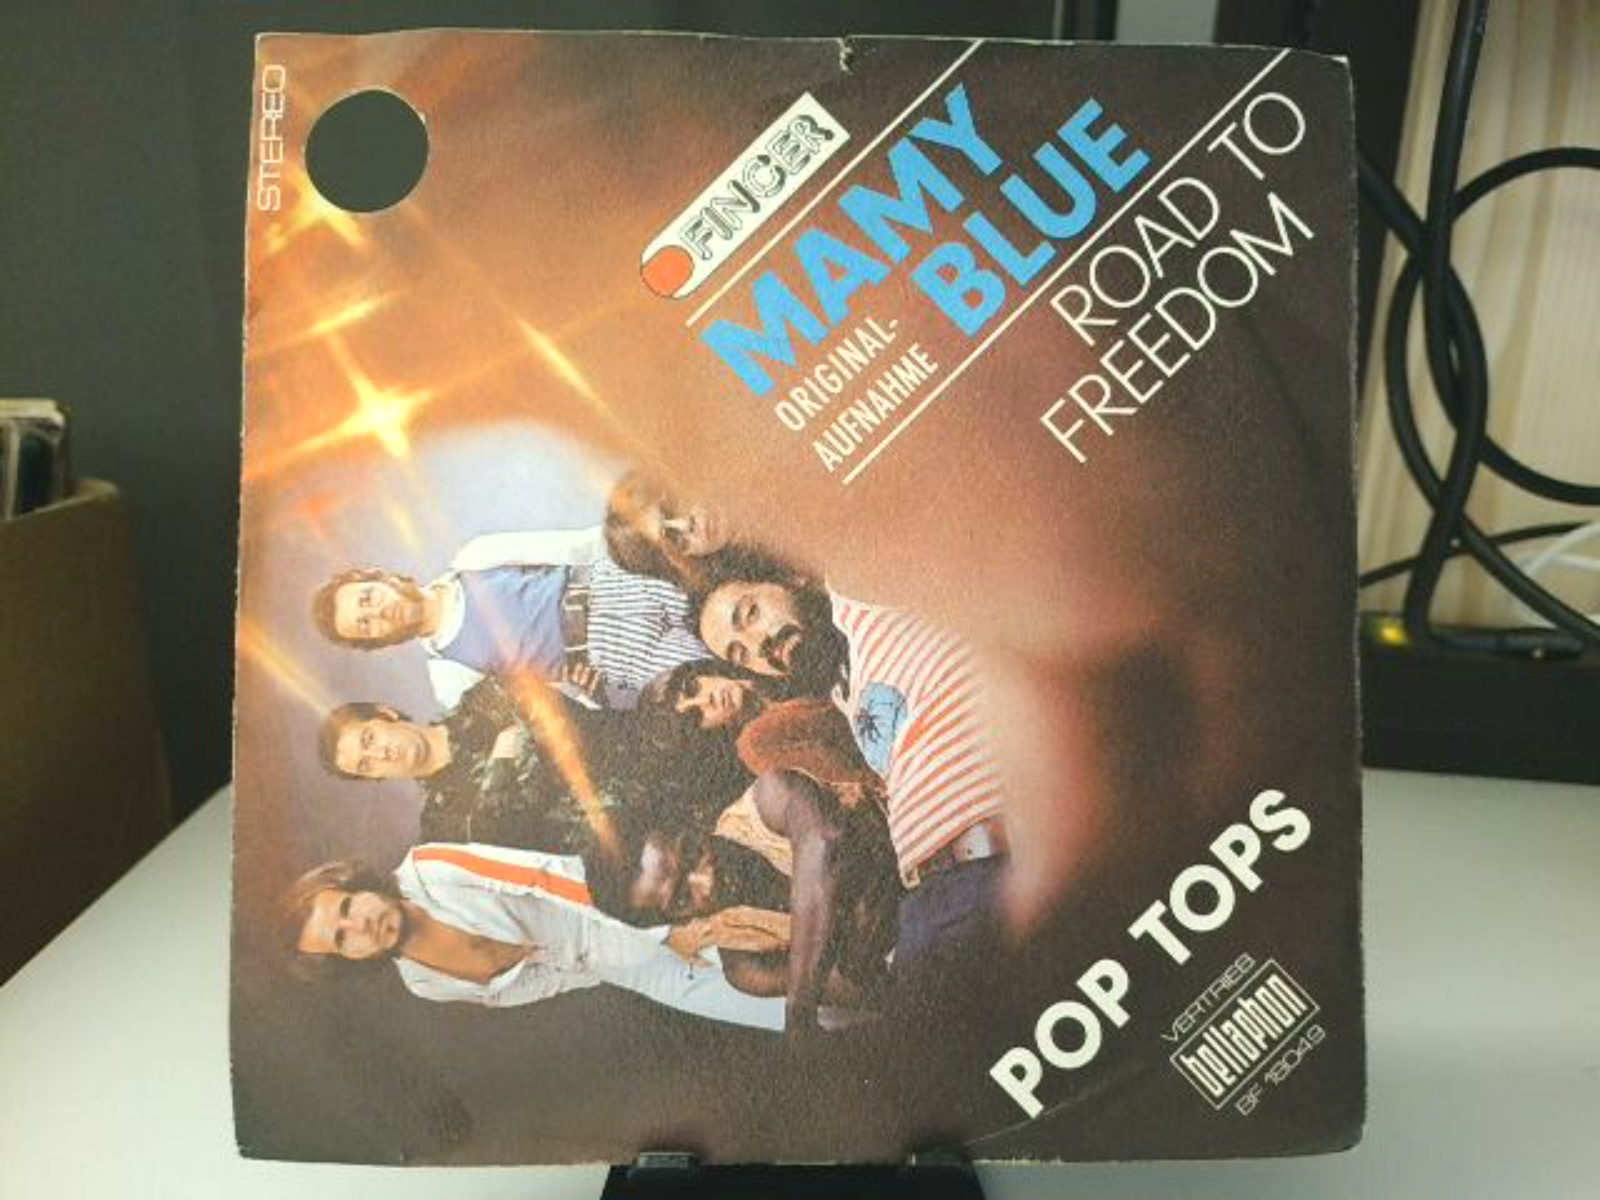 STEREO
FINGER
MAMY
BLUE
ORIGINAL-
AUFNAHME
ROAD TO
FREEDOM
POP TOPS
VERTRIEB
bellaphon
BF 18049